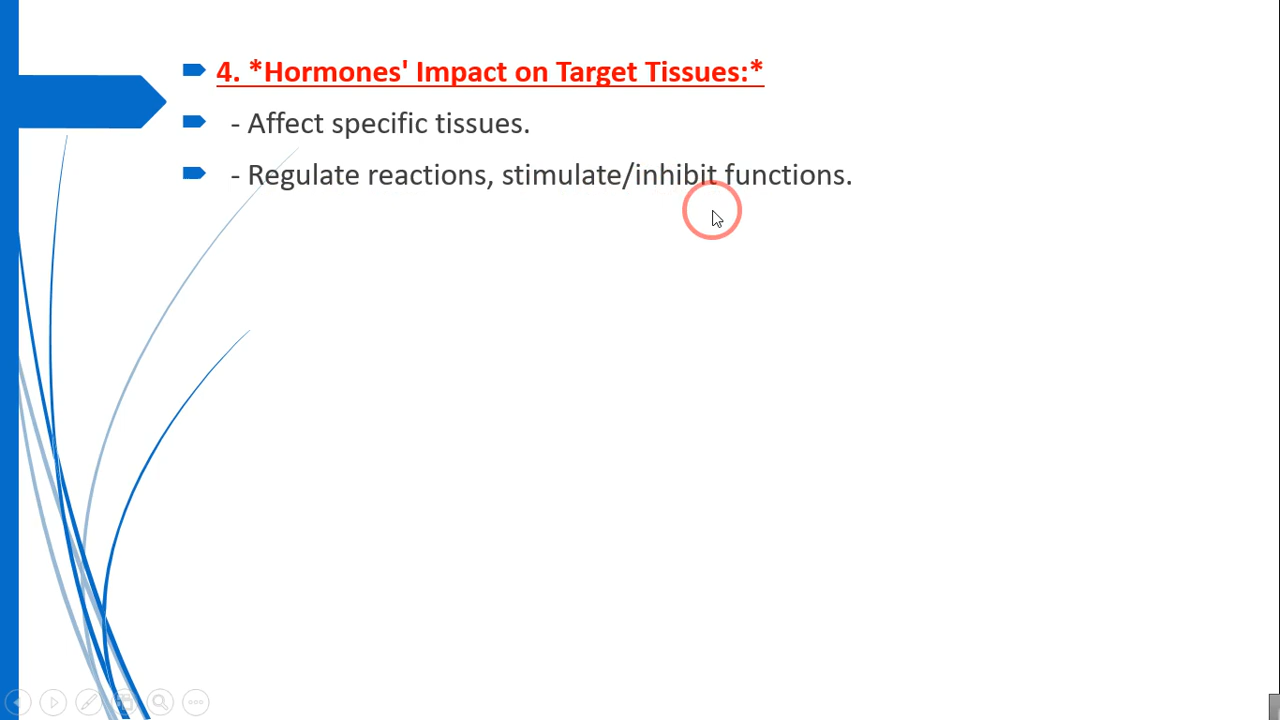 4. *Hormones' Impact on Target Tissues:*
- Affect specific tissues.
- Regulate reactions, stimulate/inhibit functions.